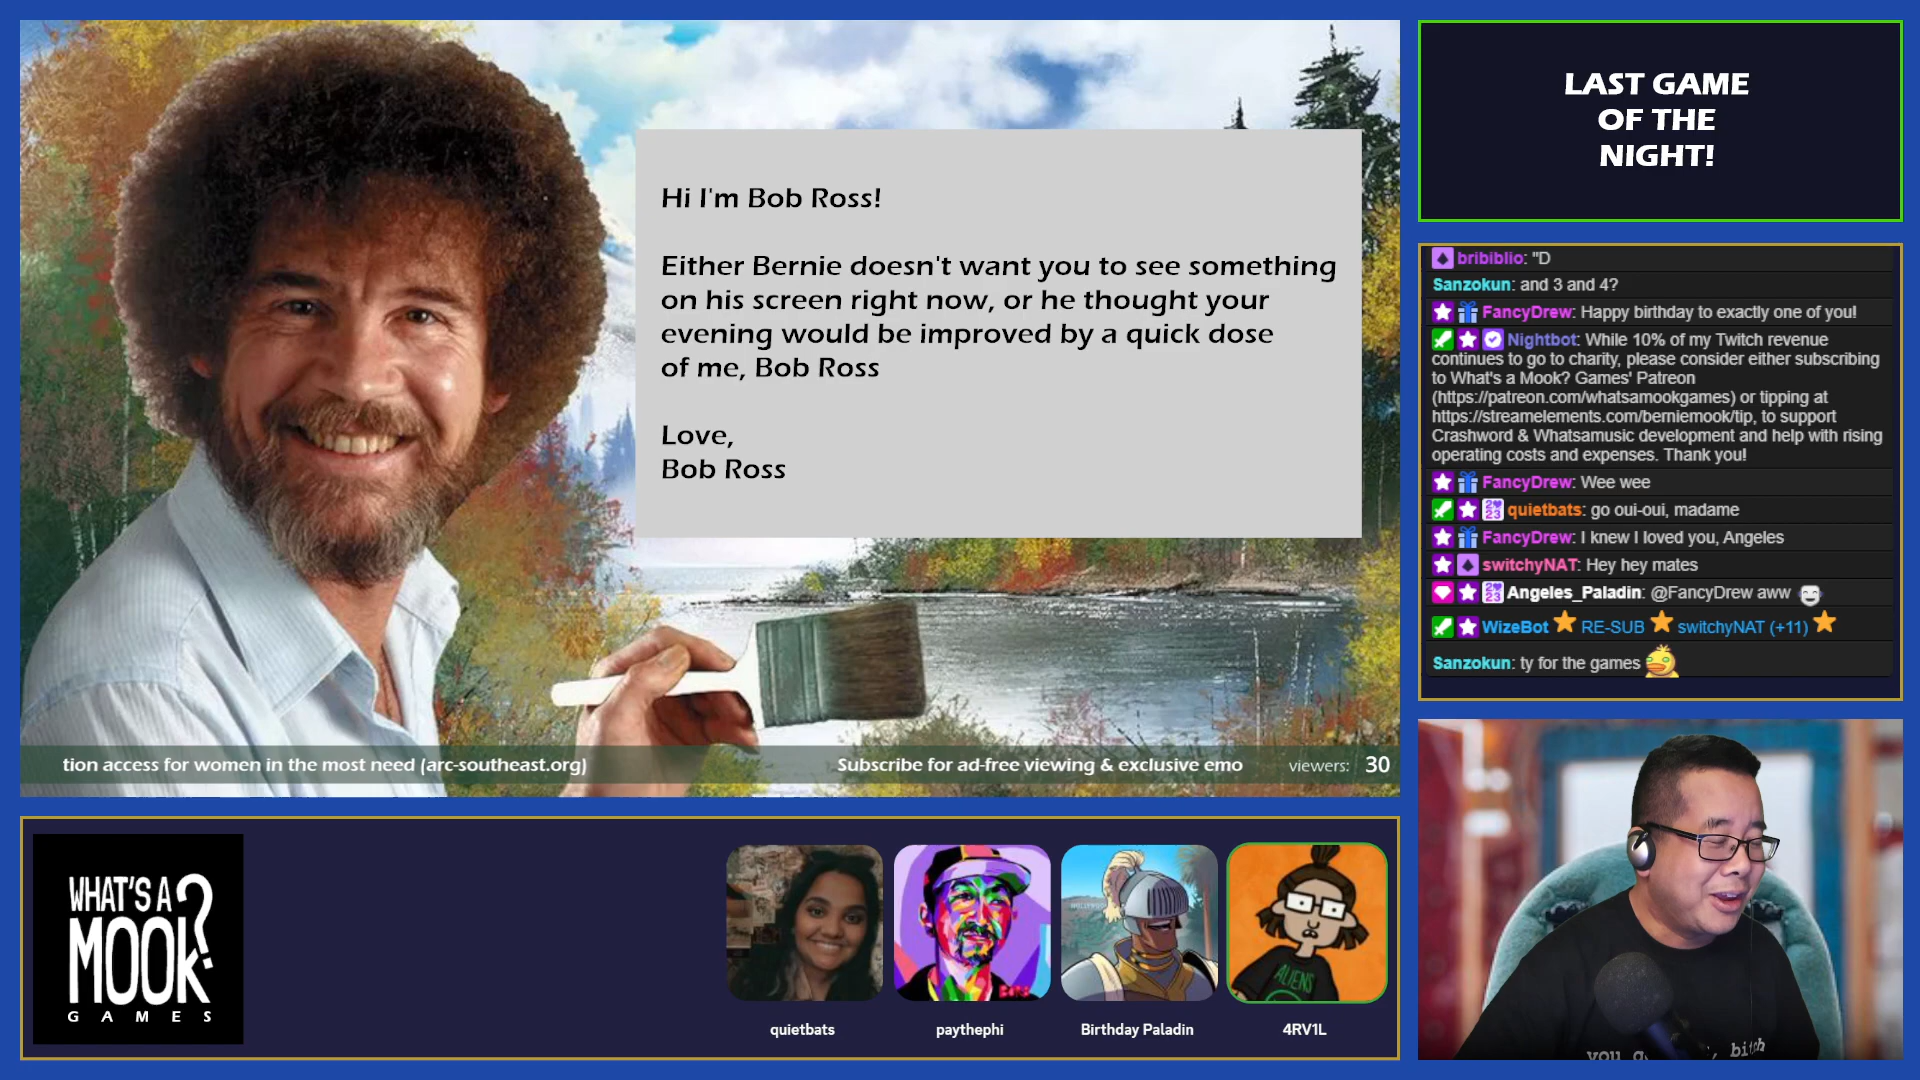 Hi I'm Bob Ross!
Either Bernie doesn't want you to see something
on his screen right now, or he thought your
evening would be improved by a quick dose
of me, Bob Ross
Love,
Bob Ross
tion access for women in the most need (arc-southeast.org)
Subscribe for ad-free viewing & exclusive emo
viewers: 30
LAST GAME
OF THE
NIGHT!
bribiblio: "D
Sanzokun: and 3 and 4?
FancyDrew: Happy birthday to exactly one of you!
Nightbot: While 10% of my Twitch revenue
continues to go to charity, please consider either subscribing
to What's a Mook? Games' Patreon
(https://patreon.com/whatsamookgames) or tipping at
https://streamelements.com/berniemook/tip, to support
Crashword & Whatsamusic development and help with rising
operating costs and expenses. Thank you!
FancyDrew: Wee wee
quietbats: go oui-oui, madame
FancyDrew: I knew I loved you, Angeles
switchyNAT: Hey hey mates
Angeles_Paladin: @FancyDrew aww
WizeBot RE-SUB switchyNAT (+11)
Sanzokun: ty for the games
WHAT'S A
MOOK?
GAMES
ALIENS
quietbats
paythephi
Birthday Paladin
4RV1L
you